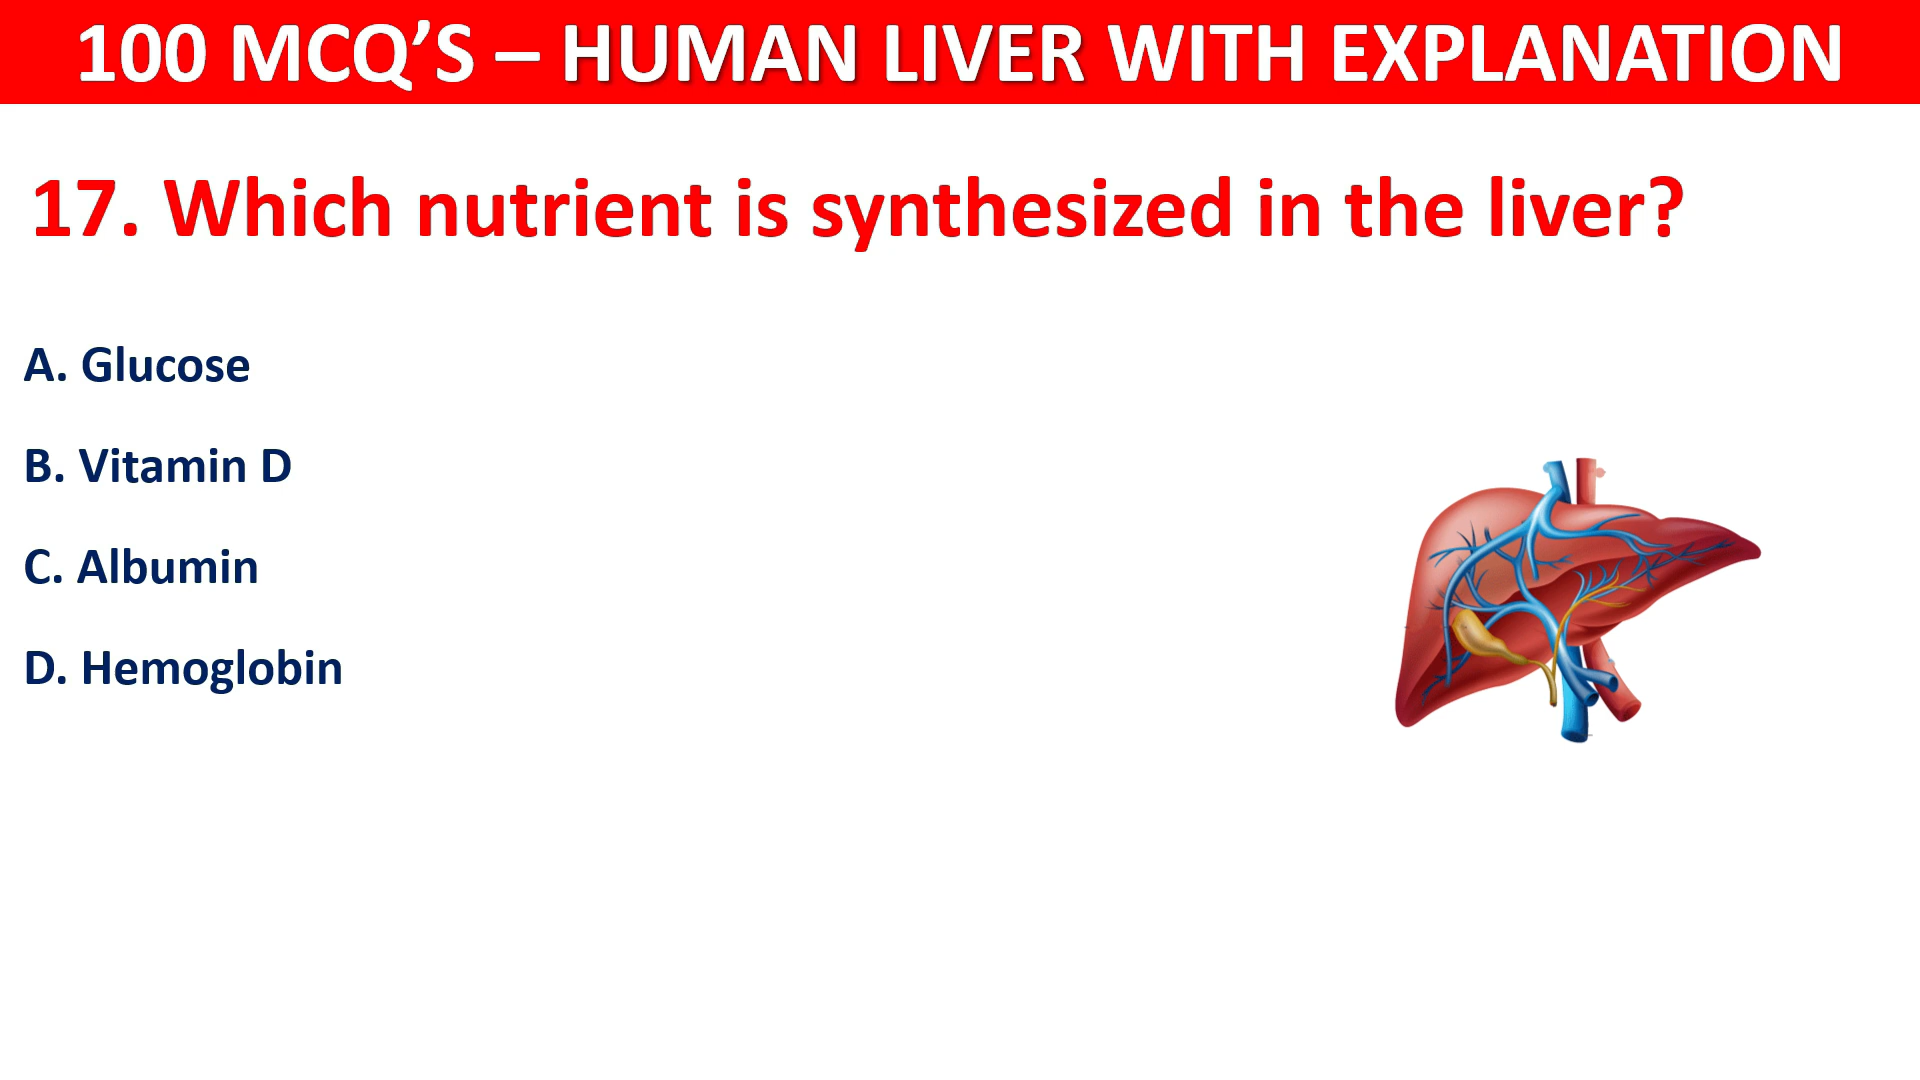 100 MCQ’S – HUMAN LIVER WITH EXPLANATION
17. Which nutrient is synthesized in the liver?
A. Glucose
B. Vitamin D
C. Albumin
D. Hemoglobin